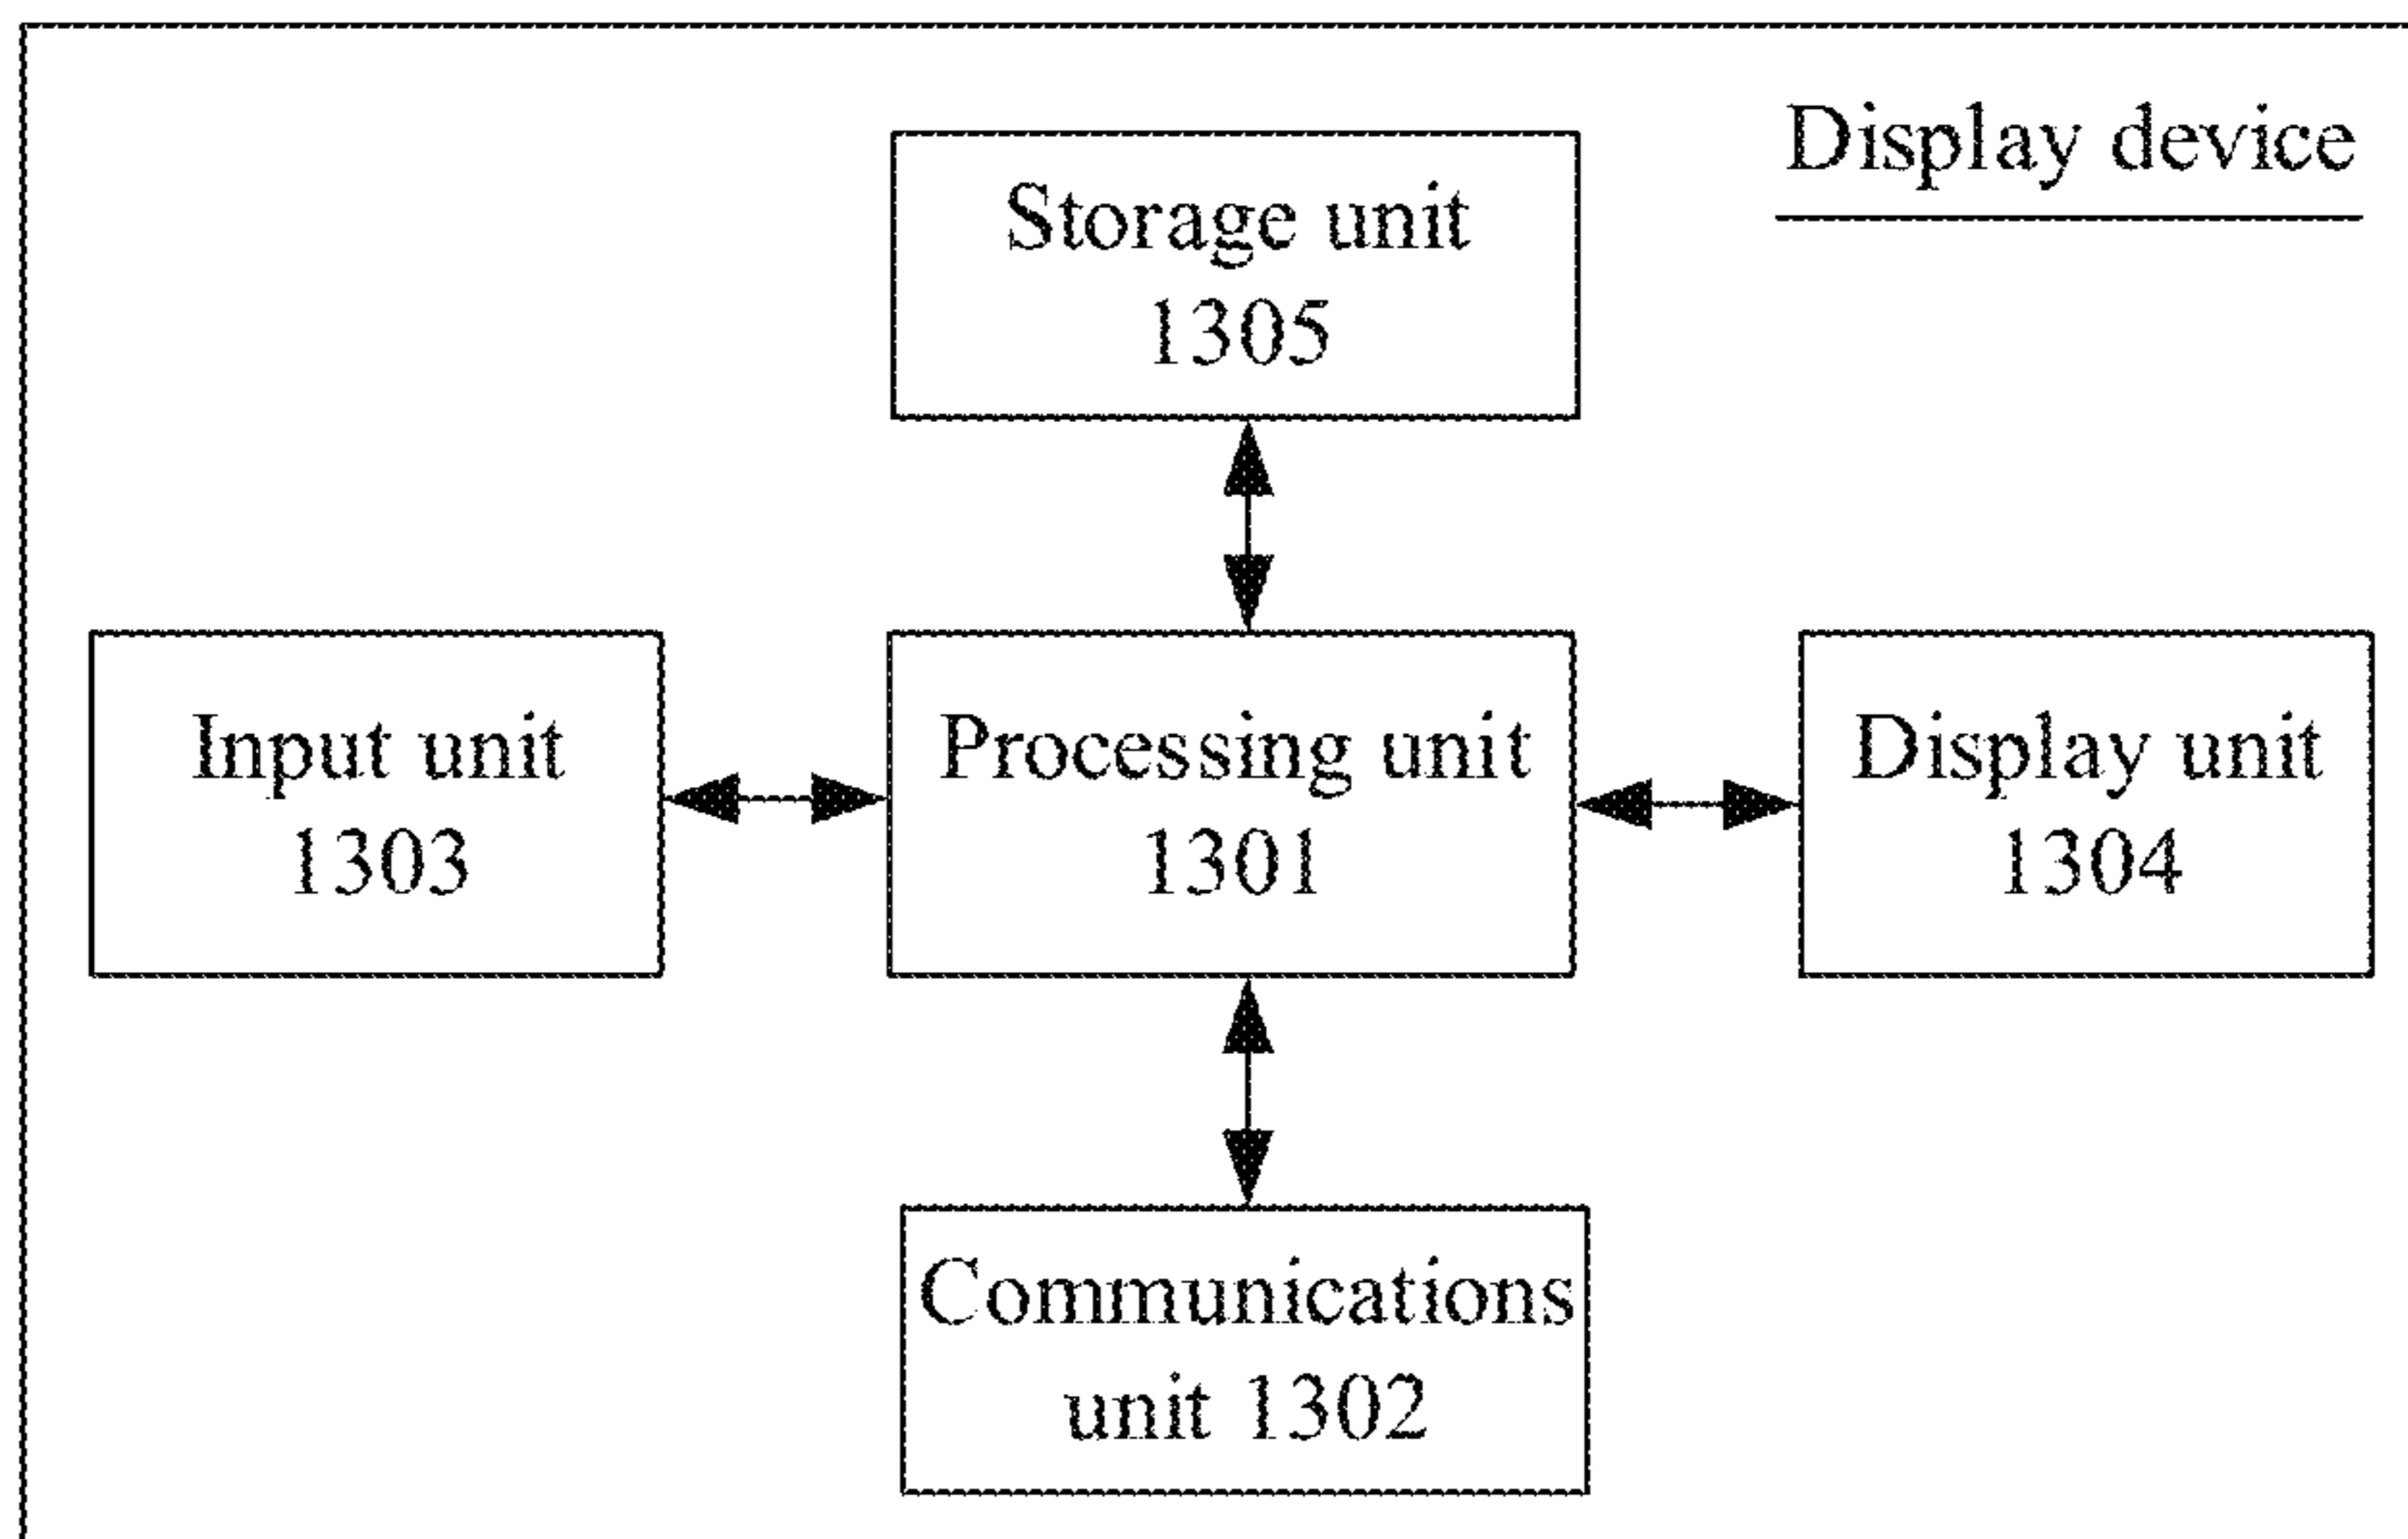 Display device
Storage unit
1305
Input unit
1303
Processing unit
1301
Display unit
1304
Communications
unit 1302